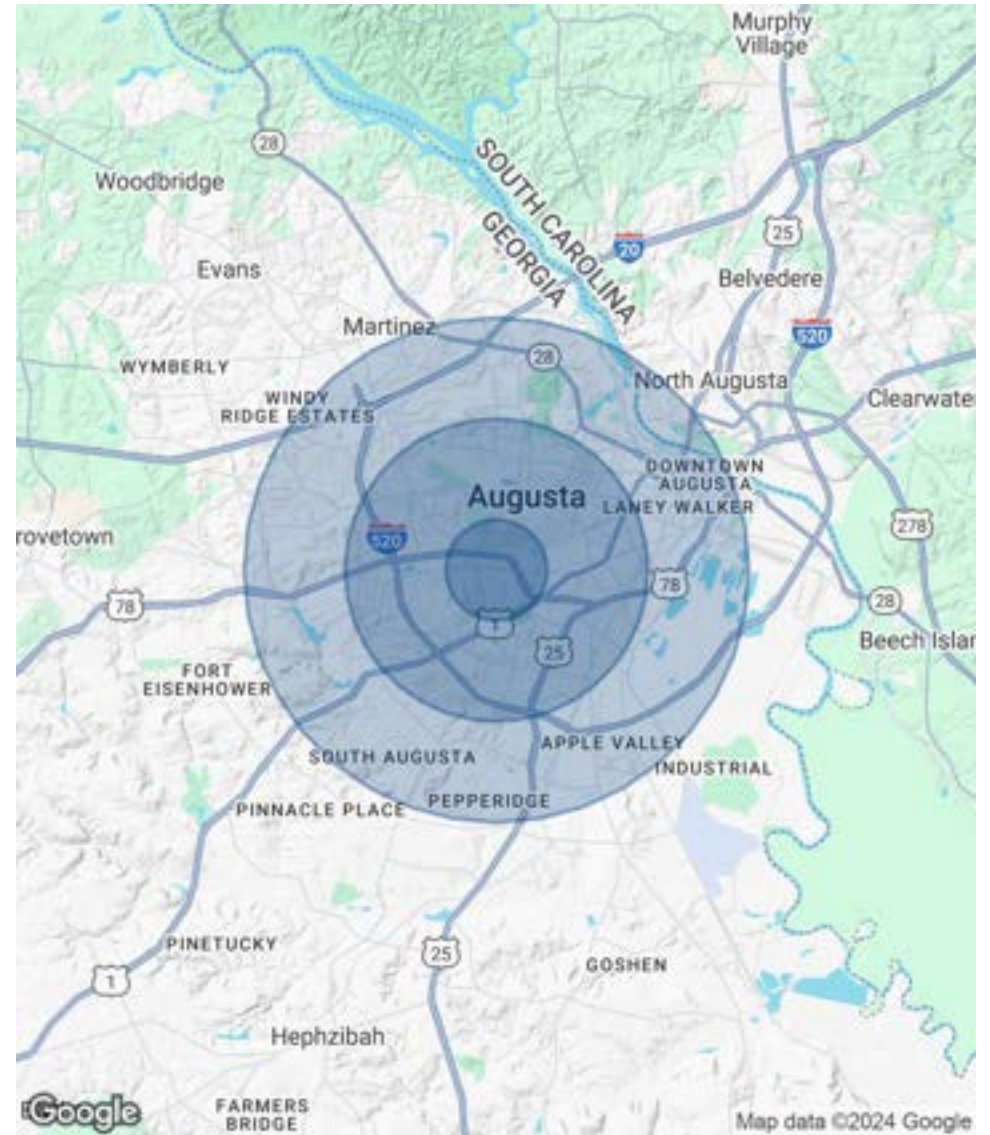 Murphy
Village
28
SOUTH CAROLINA
GEORGIA
Woodbridge
25
20
Evans
Belvedere
Martinez
520
28
WYMBERLY
North Augusta
WINDY
RIDGE ESTATES
Clearwate
DOWNTOWN
AUGUSTA
Augusta
LANEY WALKER
278
rovetown
520
78
78
28
1
Beech Islan
25
FORT
EISENHOWER
APPLE VALLEY
SOUTH AUGUSTA
INDUSTRIAL
PEPPERIDGE
PINNACLE PLACE
PINETUCKY
25
GOSHEN
1
Hephzibah
FARMERS
BRIDGE
Google
Map data ©2024 Google